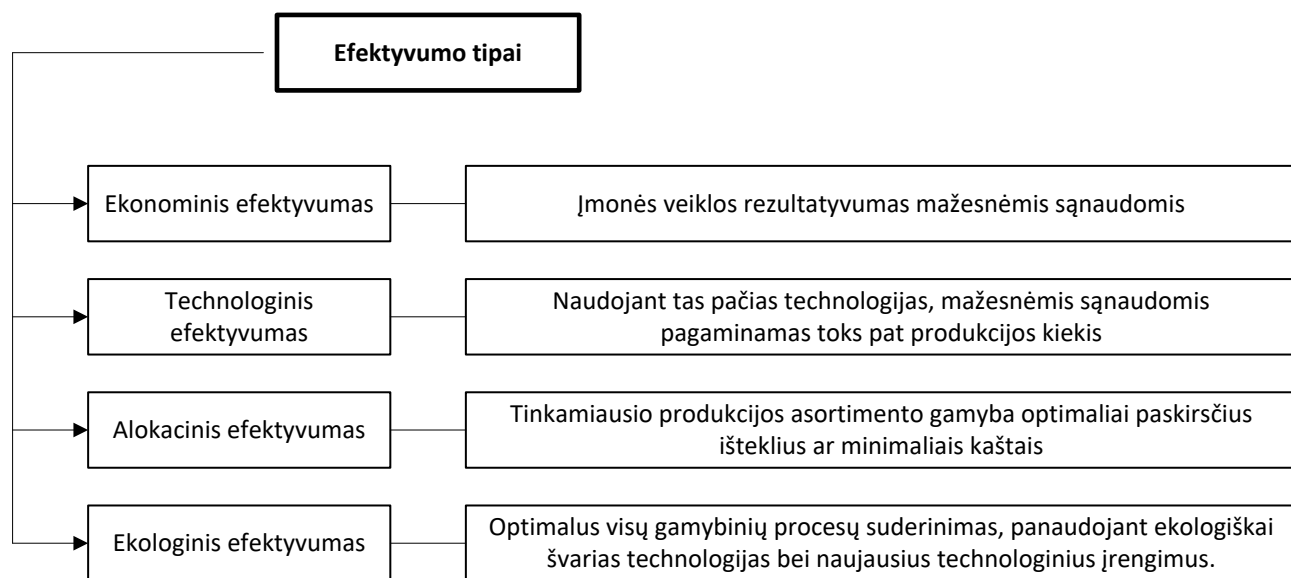 Efektyvumo tipai
Ekonominis efektyvumas
Įmonės veiklos rezultatyvumas mažesnėmis sąnaudomis
Technologinis
efektyvumas
Naudojant tas pačias technologijas, mažesnėmis sąnaudomis
pagaminamas toks pat produkcijos kiekis
Alokacinis efektyvumas
Tinkamiausio produkcijos asortimento gamyba optimaliai paskirsčius
išteklius ar minimaliais kaštais
Ekologinis efektyvumas
Optimalus visų gamybinių procesų suderinimas, panaudojant ekologiškai
švarias technologijas bei naujausius technologinius įrengimus.